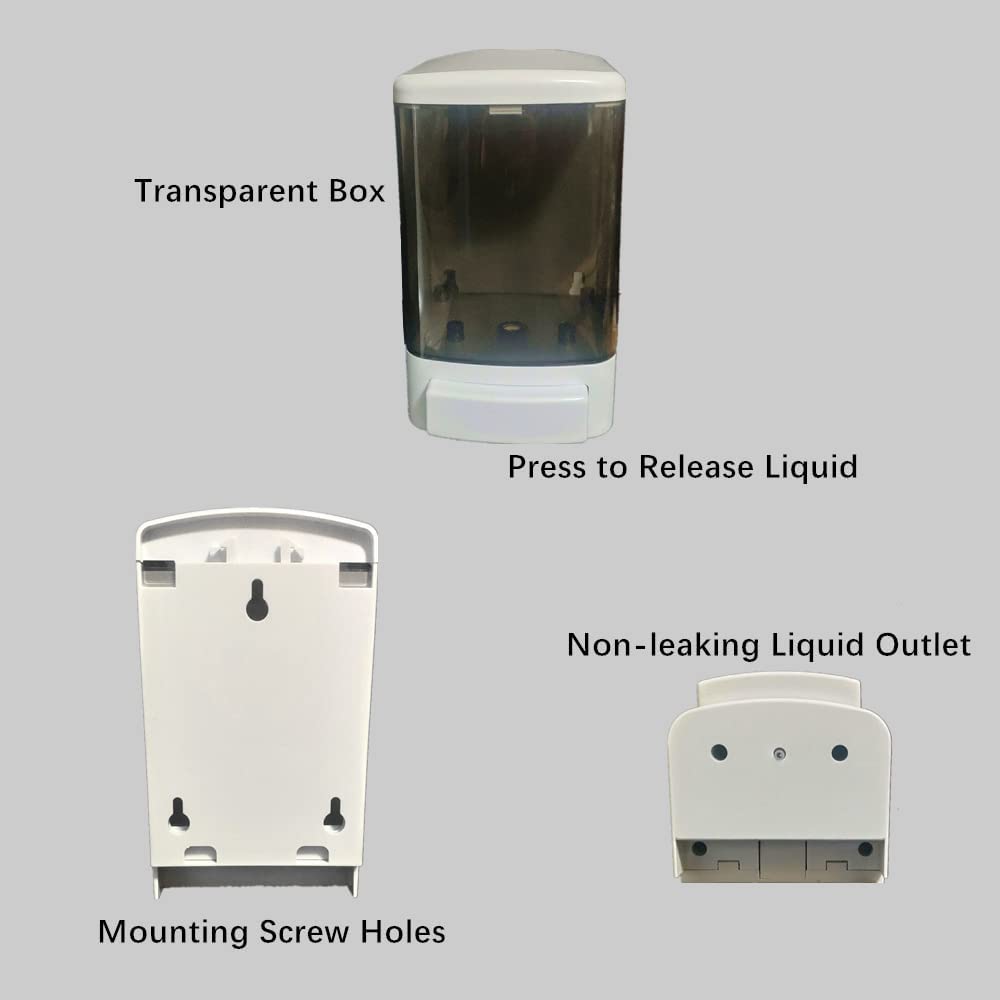 Transparent Box
Press to Release Liquid
Non-leaking Liquid Outlet
Mounting Screw Holes